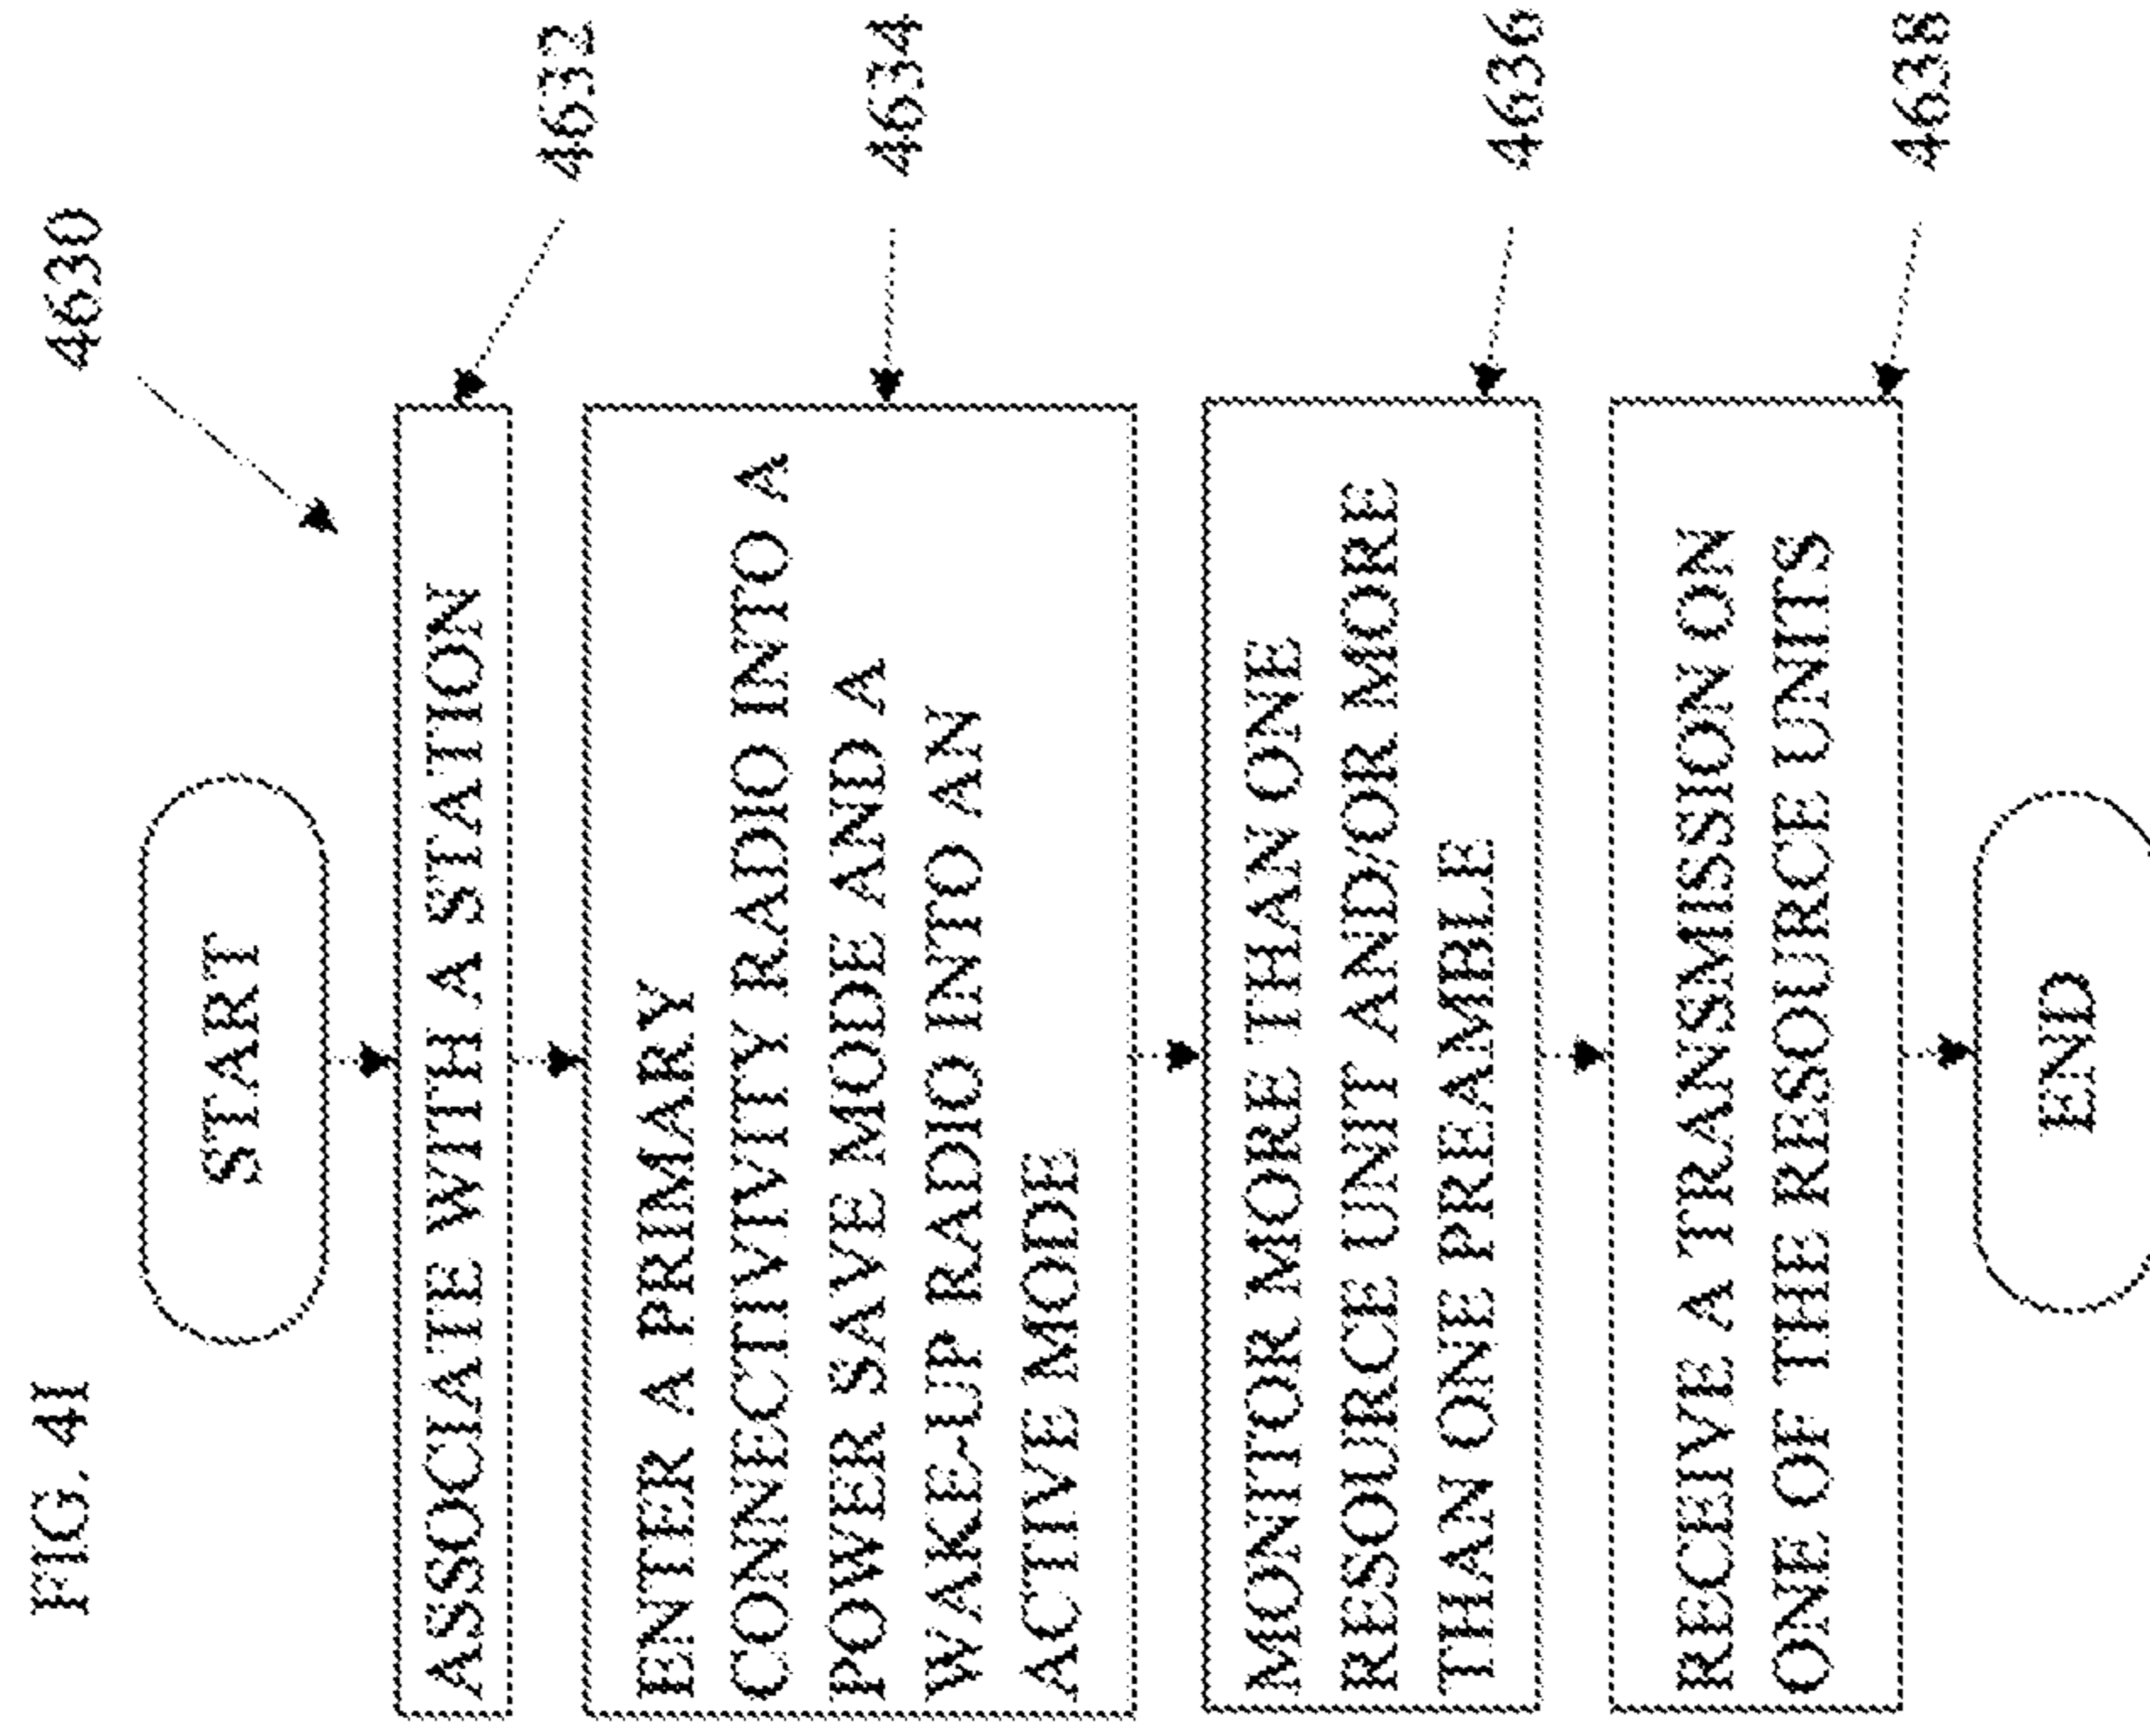 FIG. 4I
4630
START
ASSOCIATE WITH A STATION
4632
ENTER A PRIMARY
CONNECTIVITY RADIO INTO A
POWER SAVE MODE AND A
WAKE-UP RADIO INTO AN
ACTIVE MODE
4634
MONITOR MORE THAN ONE
RESOURCE UNIT AND/OR MORE
THAN ONE PREAMBLE
4636
RECEIVE A TRANSMISSION ON
ONE OF THE RESOURCE UNITS
4638
END